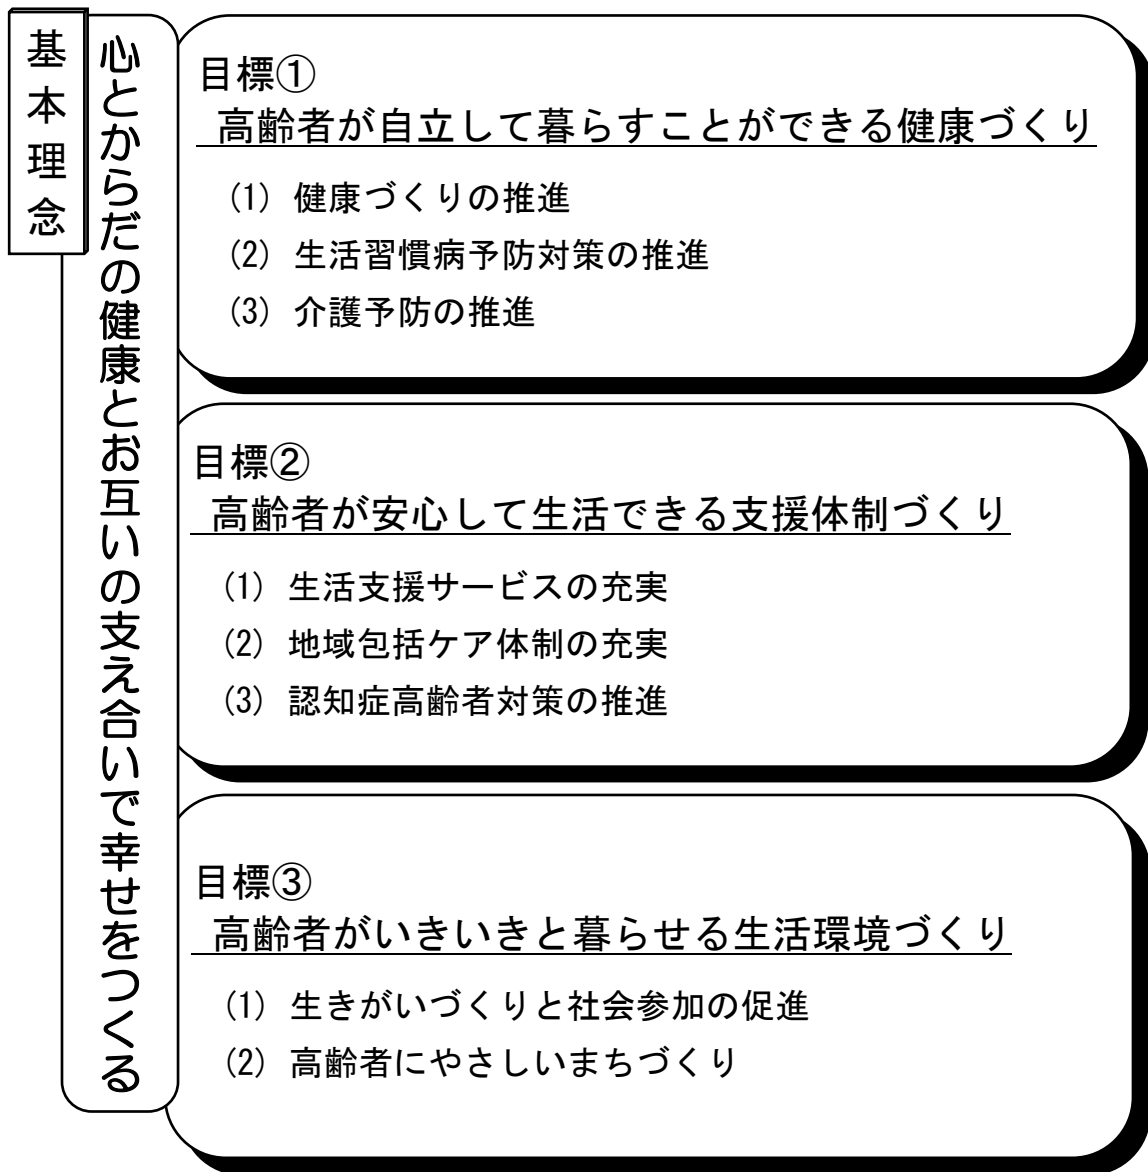 基本理念
心とからだの健康とお互いの支え合いで幸せをつくる
目標①
高齢者が自立して暮らすことができる健康づくり
(1) 健康づくりの推進
(2) 生活習慣病予防対策の推進
(3) 介護予防の推進
目標②
高齢者が安心して生活できる支援体制づくり
(1) 生活支援サービスの充実
(2) 地域包括ケア体制の充実
(3) 認知症高齢者対策の推進
目標③
高齢者がいきいきと暮らせる生活環境づくり
(1) 生きがいづくりと社会参加の促進
(2) 高齢者にやさしいまちづくり